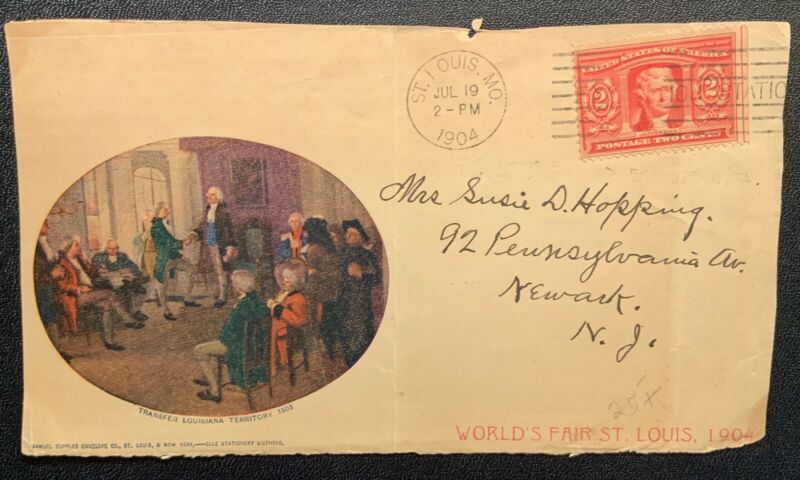 ST. LOUIS, MO.
JUL 19
2-PM
1904
UNITED STATES OF AMERICA
2 2
POSTAGE TWO CENTS
STATIO
Mrs Susie D. Hopping.
92 Pennsylvania Av.
Newark.
N. J.
TRANSFER LOUISIANA TERRITORY 1803
25x
SAMUEL CUPPLES ENVELOPE CO., ST. LOUIS, & NEW YORK,—SOLE STATIONERY LICENSEE.
WORLD'S FAIR ST. LOUIS, 1904